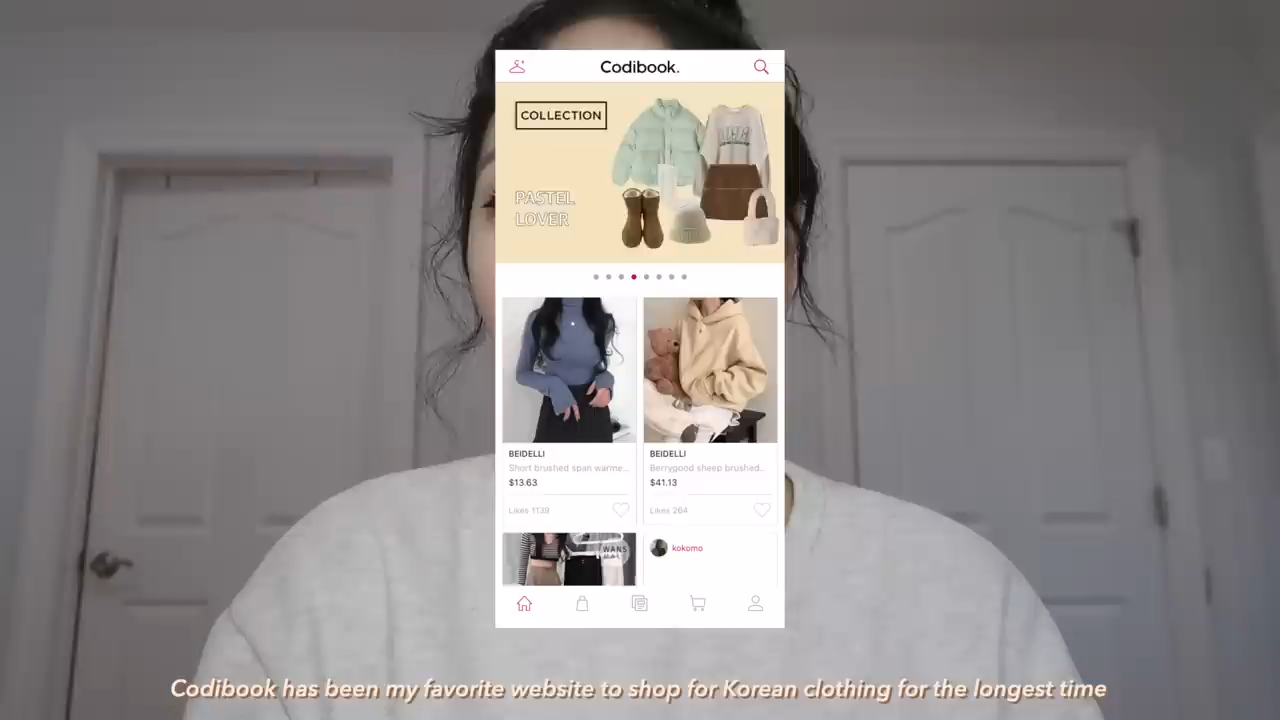 Codibook.
COLLECTION
PASTEL
LOVER
BEIDELLI
Short brushed span warme...
$13.63
Likes 1139
BEIDELLI
Berrygood sheep brushed..
$41.13
Likes 264
WANS
kokomo
Codibook has been my favorite website to shop for Korean clothing for the longest time